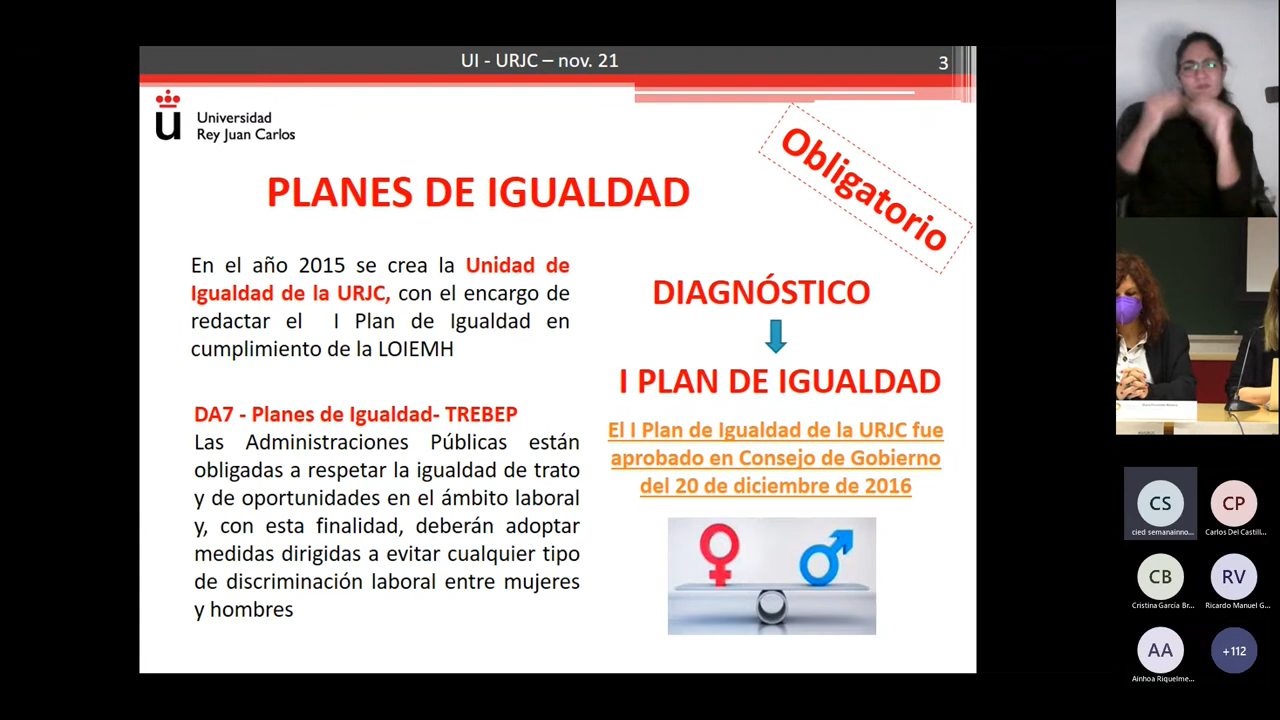 UI - URJC – nov. 21
3
Universidad
Rey Juan Carlos
Obligatorio
PLANES DE IGUALDAD
En el año 2015 se crea la Unidad de
Igualdad de la URJC, con el encargo de
redactar el I Plan de Igualdad en
cumplimiento de la LOIEMH
DA7 - Planes de Igualdad- TREBEP
Las Administraciones Públicas están
obligadas a respetar la igualdad de trato
y de oportunidades en el ámbito laboral
y, con esta finalidad, deberán adoptar
medidas dirigidas a evitar cualquier tipo
de discriminación laboral entre mujeres
y hombres
DIAGNÓSTICO
I PLAN DE IGUALDAD
El I Plan de Igualdad de la URJC fue
aprobado en Consejo de Gobierno
del 20 de diciembre de 2016
CS
cied semanainno...
CP
Carlos Del Castill...
CB
Cristina García Br...
RV
Ricardo Manuel G...
AA
Ainhoa Riquelme...
+112